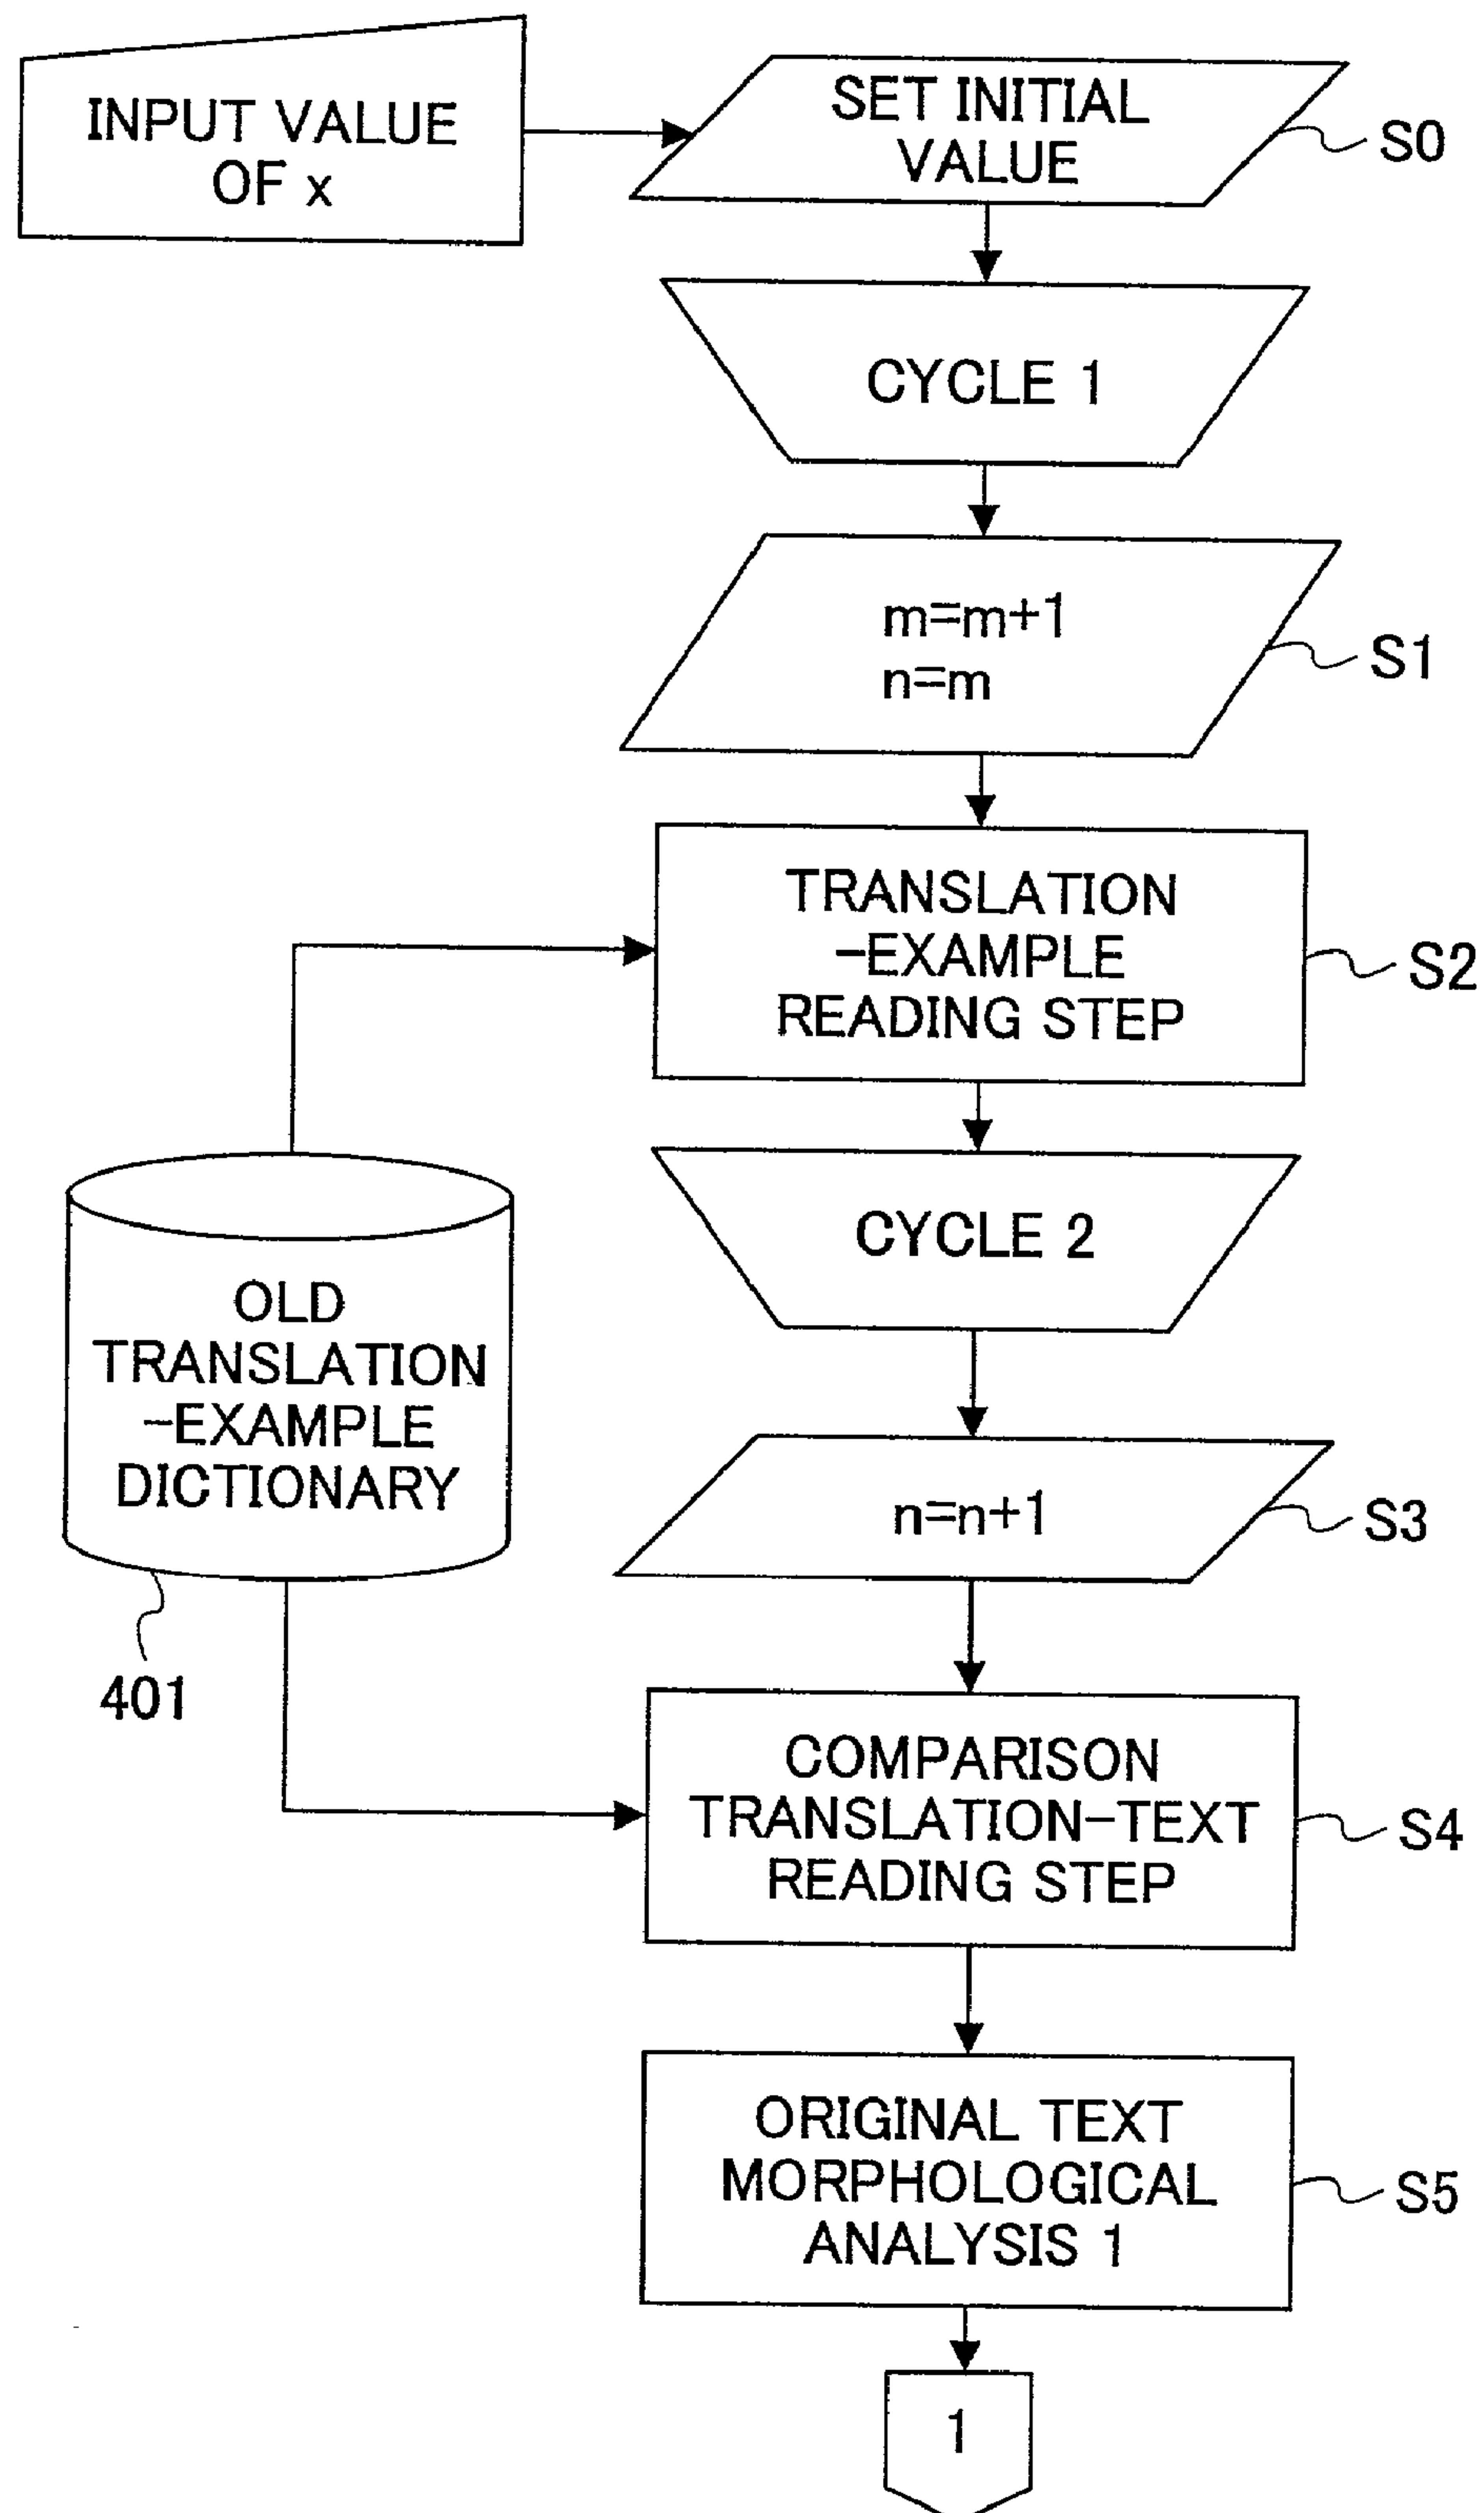 INPUT VALUE
OF x
SET INITIAL
VALUE
S0
CYCLE 1
m=m+1
n=m
S1
TRANSLATION
-EXAMPLE
READING STEP
S2
CYCLE 2
OLD
TRANSLATION
-EXAMPLE
DICTIONARY
401
n=n+1
S3
COMPARISON
TRANSLATION-TEXT
READING STEP
S4
ORIGINAL TEXT
MORPHOLOGICAL
ANALYSIS 1
S5
1